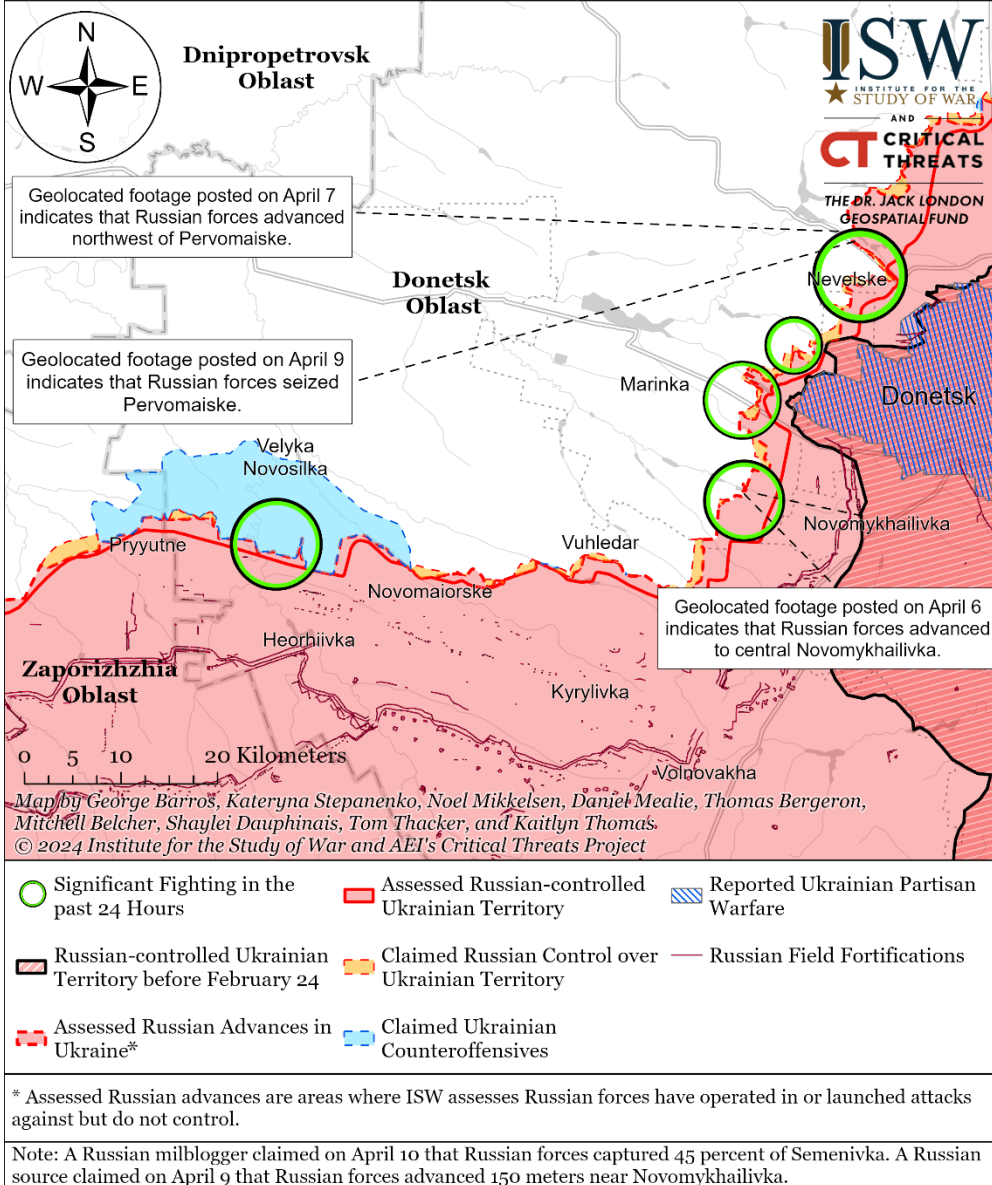 N
W
E
S
Dnipropetrovsk
Oblast
ISW
INSTITUTE FOR THE
STUDY OF WAR
AND
CT CRITICAL
THREATS
THE DR. JACK LONDON
GEOSPATIAL FUND
Geolocated footage posted on April 7
indicates that Russian forces advanced
northwest of Pervomaiske.
Donetsk
Oblast
Nevelske
Geolocated footage posted on April 9
indicates that Russian forces seized
Pervomaiske.
Marinka
Donetsk
Velyka
Novosilka
Pryyutne
Vuhledar
Novomykhailivka
Novomaiorske
Geolocated footage posted on April 6
indicates that Russian forces advanced
to central Novomykhailivka.
Heorhiivka
Zaporizhzhia
Oblast
Kyrylivka
Volnovakha
0 5 10 20 Kilometers
Map by George Barros, Kateryna Stepanenko, Noel Mikkelsen, Daniel Mealie, Thomas Bergeron,
Mitchell Belcher, Shaylei Dauphinais, Tom Thacker, and Kaitlyn Thomas
© 2024 Institute for the Study of War and AEI's Critical Threats Project
Significant Fighting in the
past 24 Hours
Assessed Russian-controlled
Ukrainian Territory
Reported Ukrainian Partisan
Warfare
Russian-controlled Ukrainian
Territory before February 24
Claimed Russian Control over
Ukrainian Territory
Russian Field Fortifications
Assessed Russian Advances in
Ukraine*
Claimed Ukrainian
Counteroffensives
* Assessed Russian advances are areas where ISW assesses Russian forces have operated in or launched attacks
against but do not control.
Note: A Russian milblogger claimed on April 10 that Russian forces captured 45 percent of Semenivka. A Russian
source claimed on April 9 that Russian forces advanced 150 meters near Novomykhailivka.